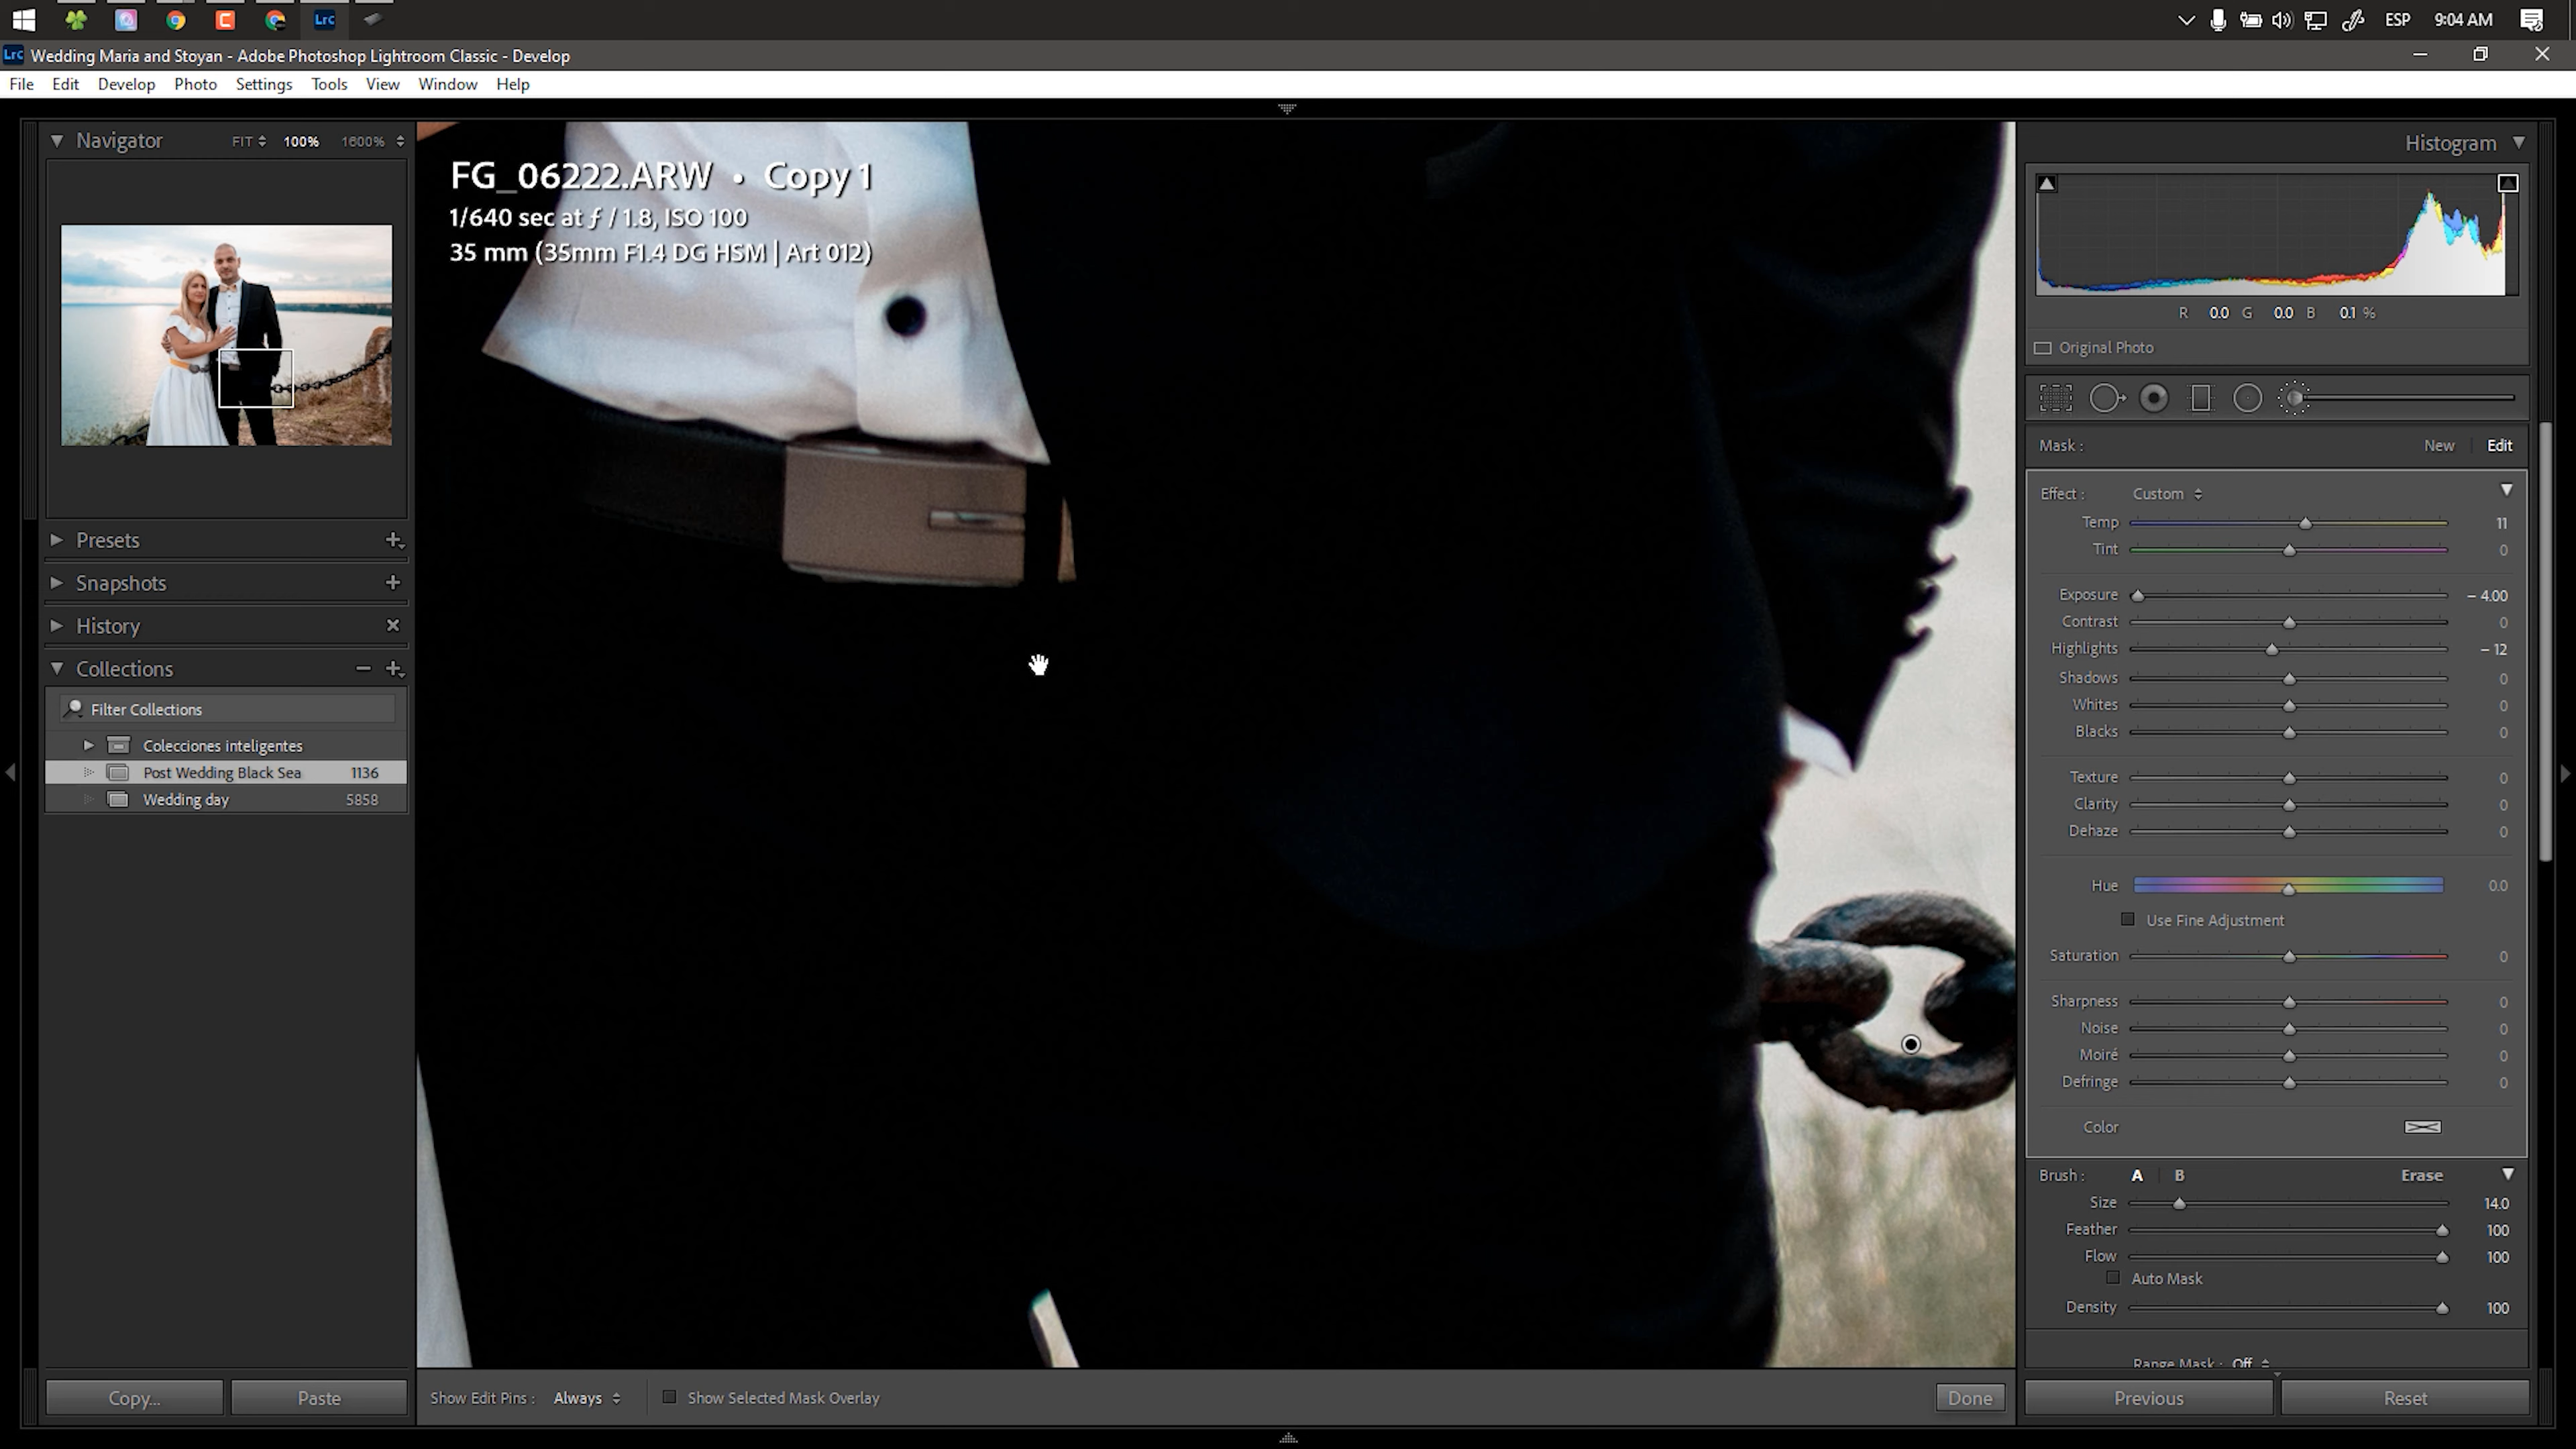 Lrc
ESP
9:04 AM
Lrc Wedding Maria and Stoyan - Adobe Photoshop Lightroom Classic - Develop
File Edit Develop Photo Settings Tools View Window Help
Navigator FIT 100% 1600%
Presets
Snapshots
History
Collections
Filter Collections
Colecciones inteligentes
Post Wedding Black Sea 1136
Wedding day 5858
Copy... Paste
FG_06222.ARW • Copy 1
1/640 sec at ƒ / 1.8, ISO 100
35 mm (35mm F1.4 DG HSM | Art 012)
Show Edit Pins : Always Show Selected Mask Overlay Done
Histogram
R 0.0 G 0.0 B 0.1 %
Original Photo
Mask : New Edit
Effect : Custom
Temp 11
Tint 0
Exposure – 4.00
Contrast 0
Highlights – 12
Shadows 0
Whites 0
Blacks 0
Texture 0
Clarity 0
Dehaze 0
Hue 0.0
Use Fine Adjustment
Saturation 0
Sharpness 0
Noise 0
Moiré 0
Defringe 0
Color
Brush : A B Erase
Size 14.0
Feather 100
Flow 100
Auto Mask
Density 100
Range Mask : Off
Previous Reset